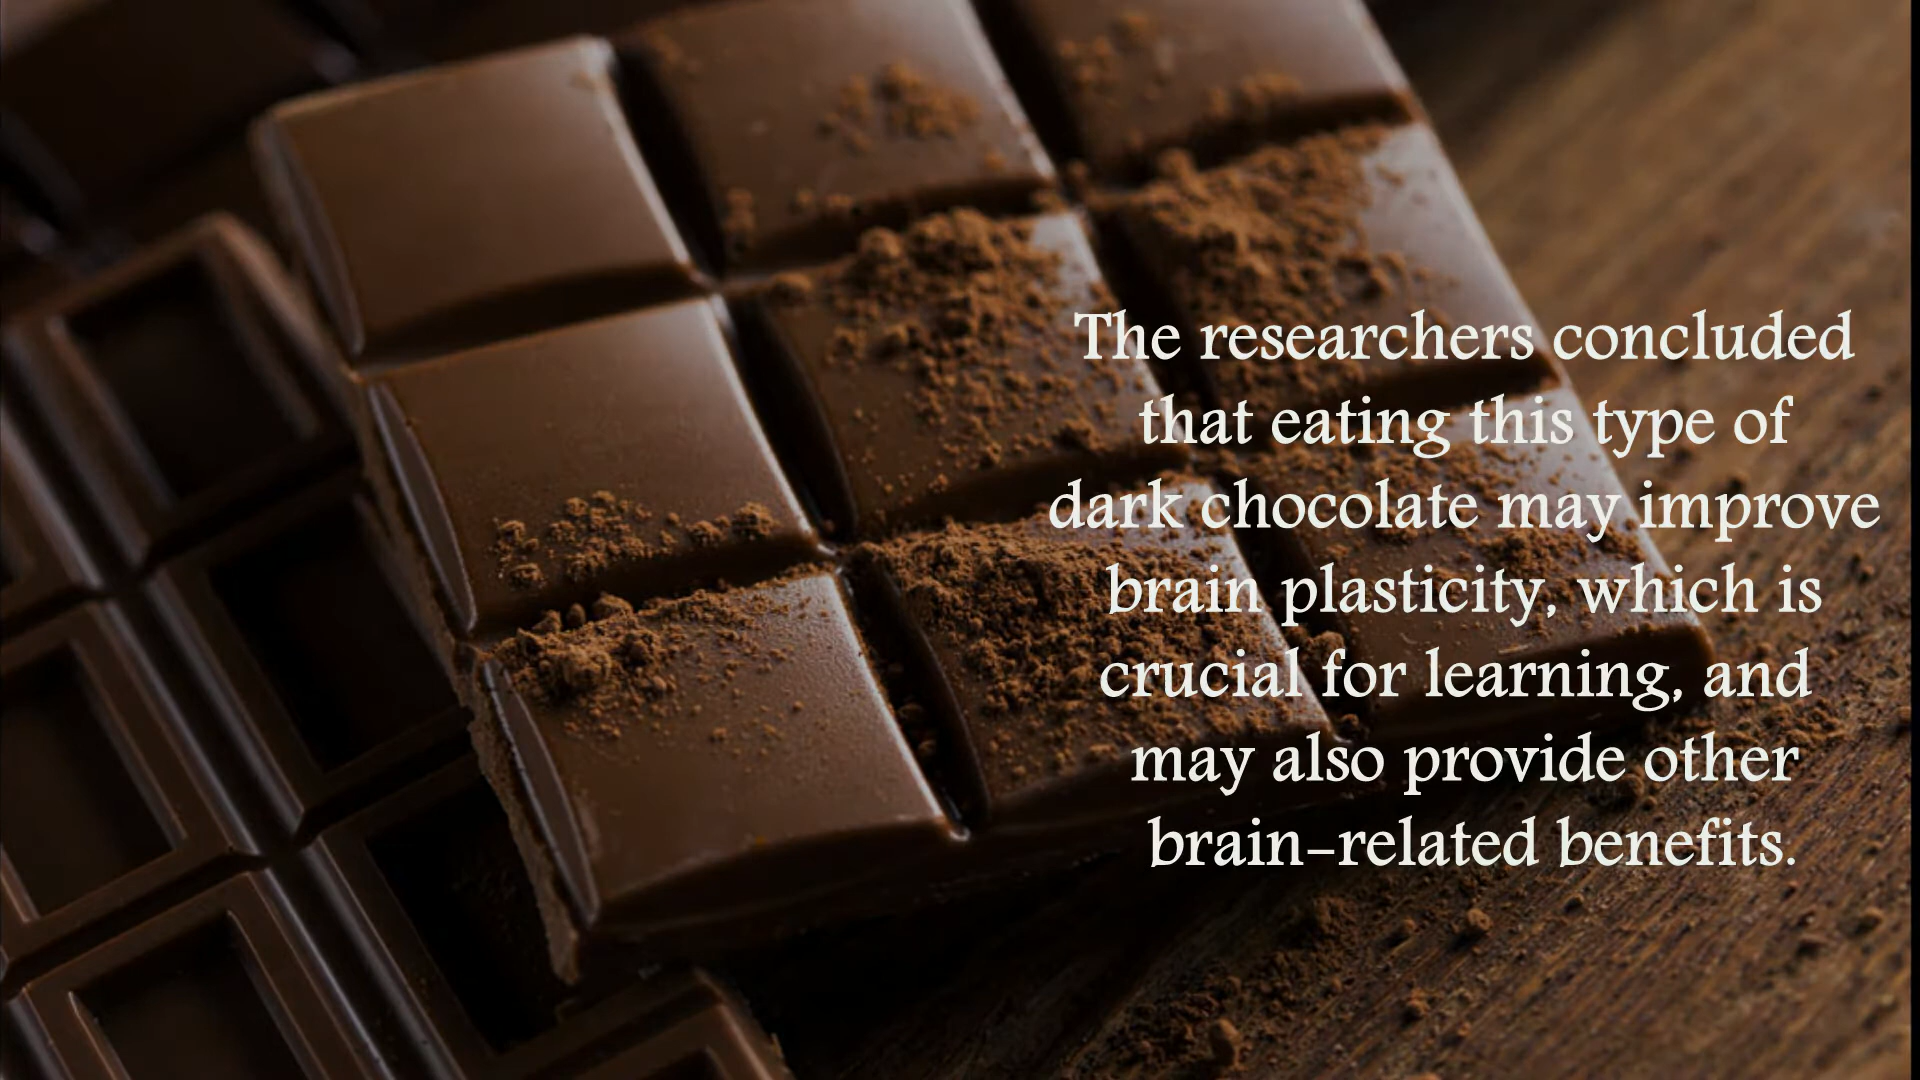 The researchers concluded
that eating this type of
dark chocolate may improve
brain plasticity, which is
crucial for learning, and
may also provide other
brain-related benefits.